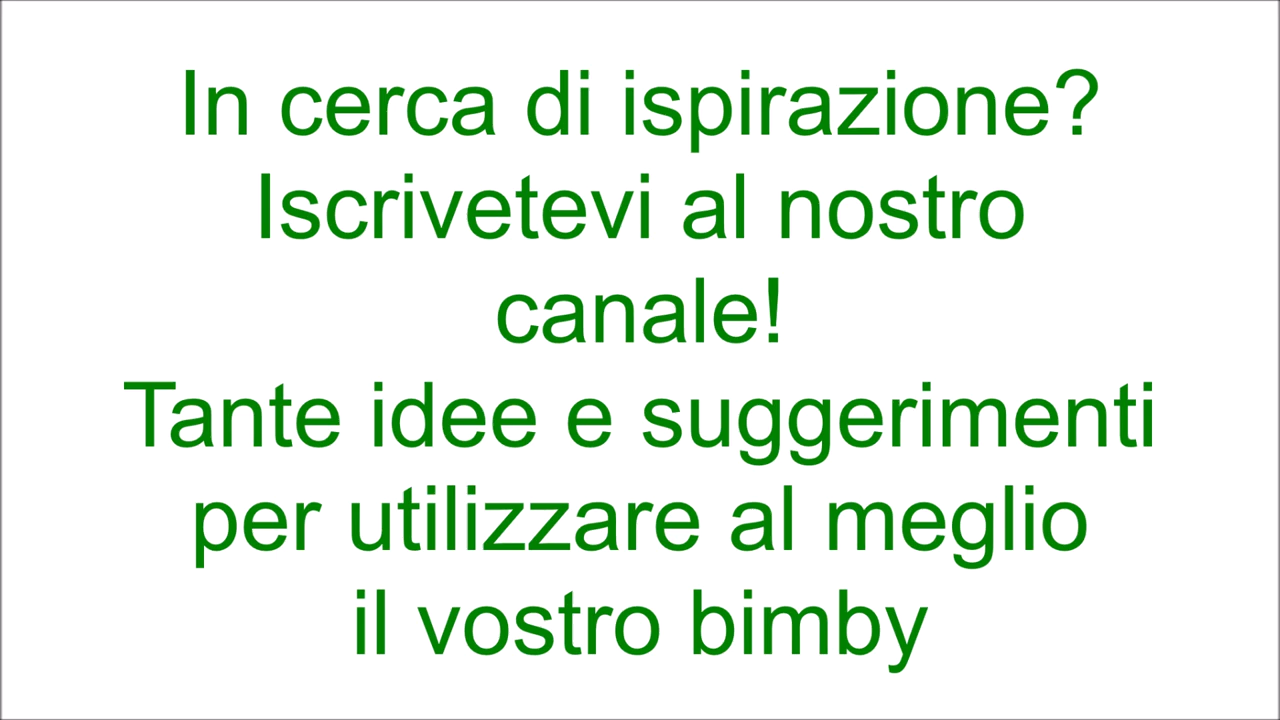 In cerca di ispirazione?
Iscrivetevi al nostro
canale!
Tante idee e suggerimenti
per utilizzare al meglio
il vostro bimby